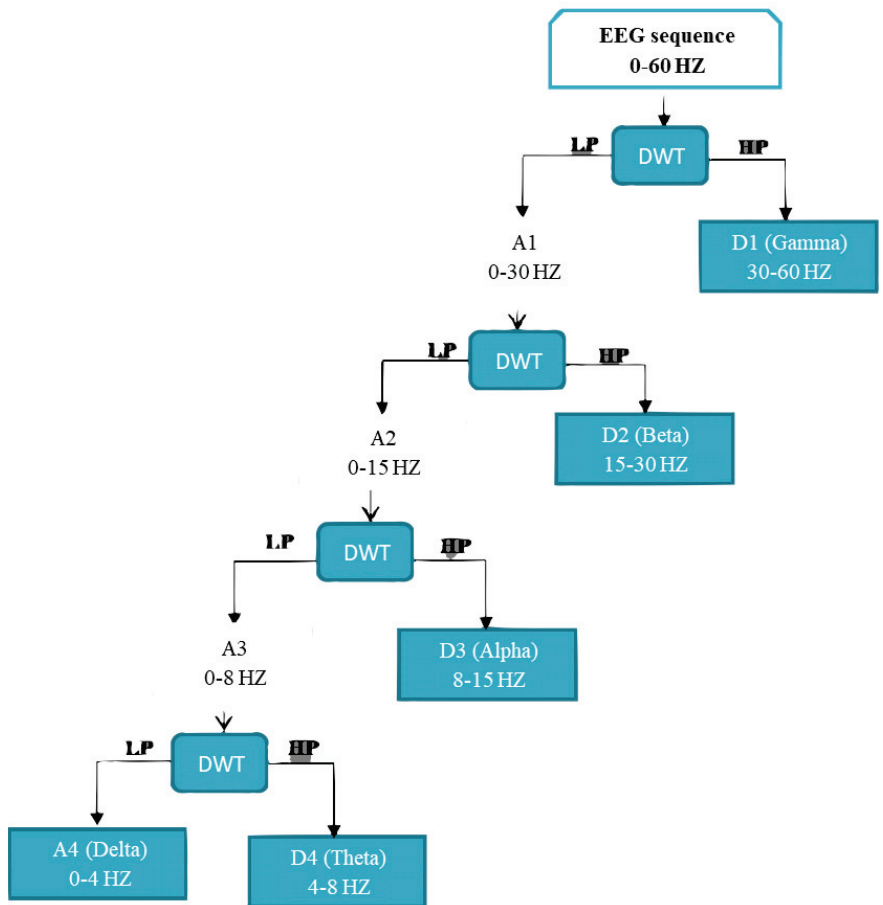 EEG sequence
0-60 HZ
LP
DWT
HP
A1
0-30 HZ
D1 (Gamma)
30-60 HZ
LP
DWT
HP
A2
0-15 HZ
D2 (Beta)
15-30 HZ
LP
DWT
HP
A3
0-8 HZ
D3 (Alpha)
8-15 HZ
LP
DWT
HP
A4 (Delta)
0-4 HZ
D4 (Theta)
4-8 HZ